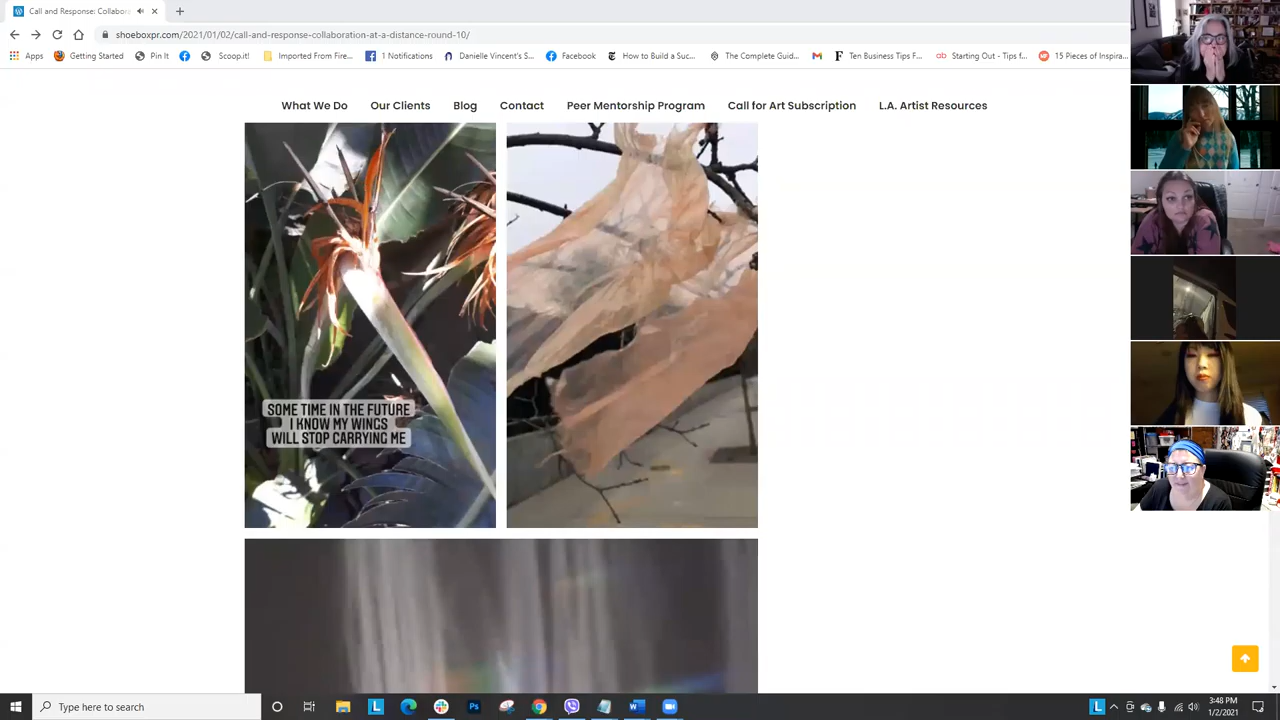 Call and Response: Collabor
shoeboxpr.com/2021/01/02/call-and-response-collaboration-at-a-distance-round-10/
Apps Getting Started Pin It Scoop.it! Imported From Fire... 1 Notifications Danielle Vincent's S... Facebook How to Build a Suc... The Complete Guid... Ten Business Tips F... Starting Out - Tips f... 15 Pieces of Inspira...
What We Do Our Clients Blog Contact Peer Mentorship Program Call for Art Subscription L.A. Artist Resources
SOME TIME IN THE FUTURE
I KNOW MY WINGS
WILL STOP CARRYING ME
Type here to search
3:48 PM
1/2/2021